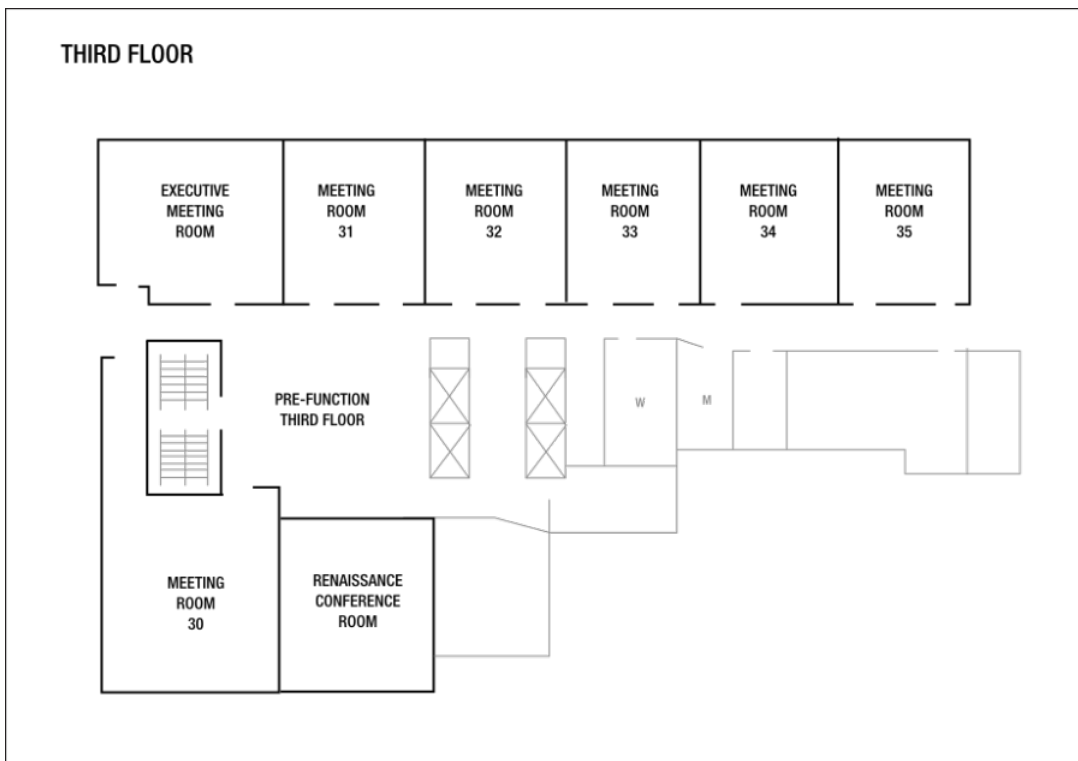 THIRD FLOOR
EXECUTIVE
MEETING
ROOM
MEETING
ROOM
31
MEETING
ROOM
32
MEETING
ROOM
33
MEETING
ROOM
34
MEETING
ROOM
35
PRE-FUNCTION
THIRD FLOOR
W
M
MEETING
ROOM
30
RENAISSANCE
CONFERENCE
ROOM